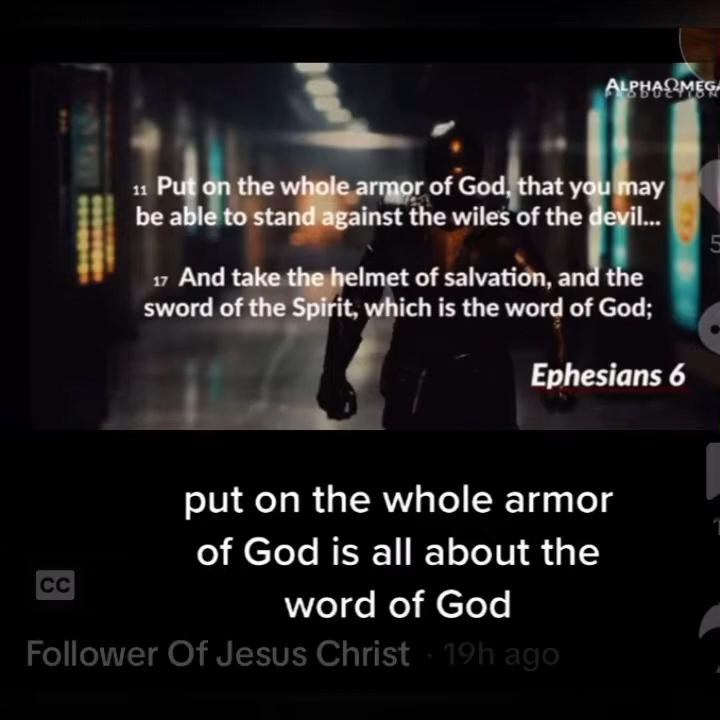 ALPHAΩMEGA
PRODUCTION
11 Put on the whole armor of God, that you may
be able to stand against the wiles of the devil...
17 And take the helmet of salvation, and the
sword of the Spirit, which is the word of God;
Ephesians 6
put on the whole armor
of God is all about the
word of God
CC
Follower Of Jesus Christ · 19h ago